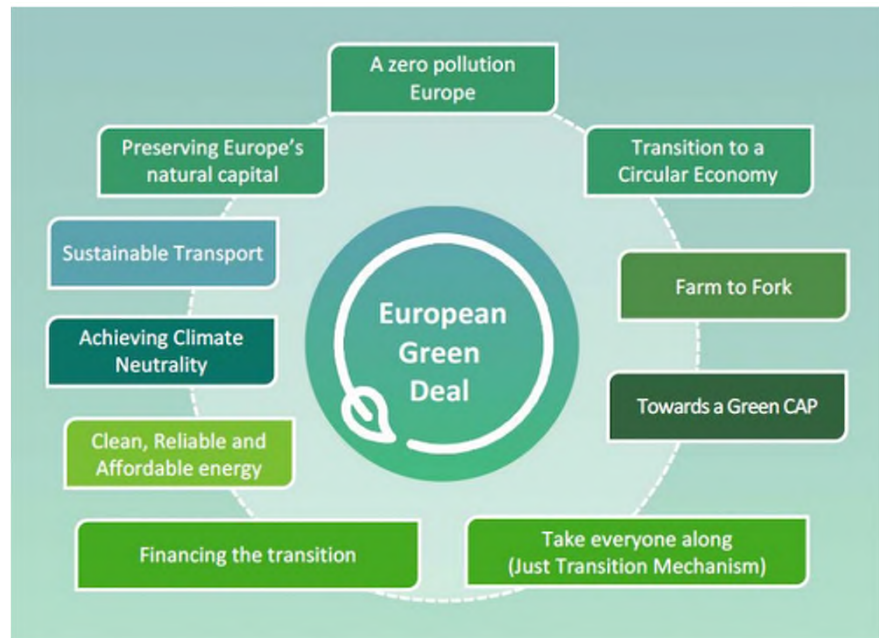 A zero pollution
Europe
Preserving Europe's
natural capital
Transition to a
Circular Economy
Sustainable Transport
Farm to Fork
European
Green
Deal
Achieving Climate
Neutrality
Towards a Green CAP
Clean, Reliable and
Affordable energy
Financing the transition
Take everyone along
(Just Transition Mechanism)